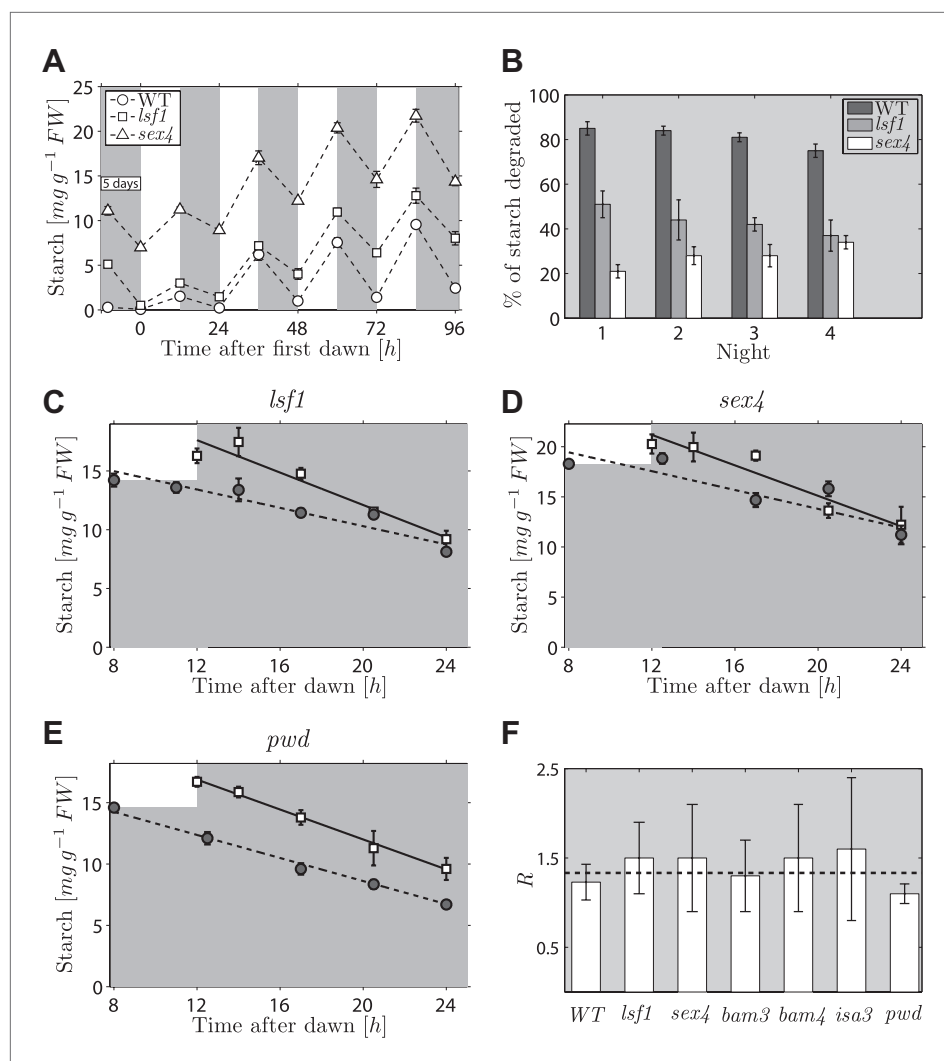 A
Starch [mg g−1 FW]
25
20
15
10
5
0
WT
lsf1
sex4
5 days
0 24 48 72 96
Time after first dawn [h]
B
% of starch degraded
100
80
60
40
20
0
WT
lsf1
sex4
1 2 3 4
Night
C
lsf1
Starch [mg g−1 FW]
15
10
5
0
8 12 16 20 24
Time after dawn [h]
D
sex4
Starch [mg g−1 FW]
20
15
10
5
0
8 12 16 20 24
Time after dawn [h]
E
pwd
Starch [mg g−1 FW]
15
10
5
0
8 12 16 20 24
Time after dawn [h]
F
R
2.5
1.5
0.5
WT lsf1 sex4 bam3 bam4 isa3 pwd